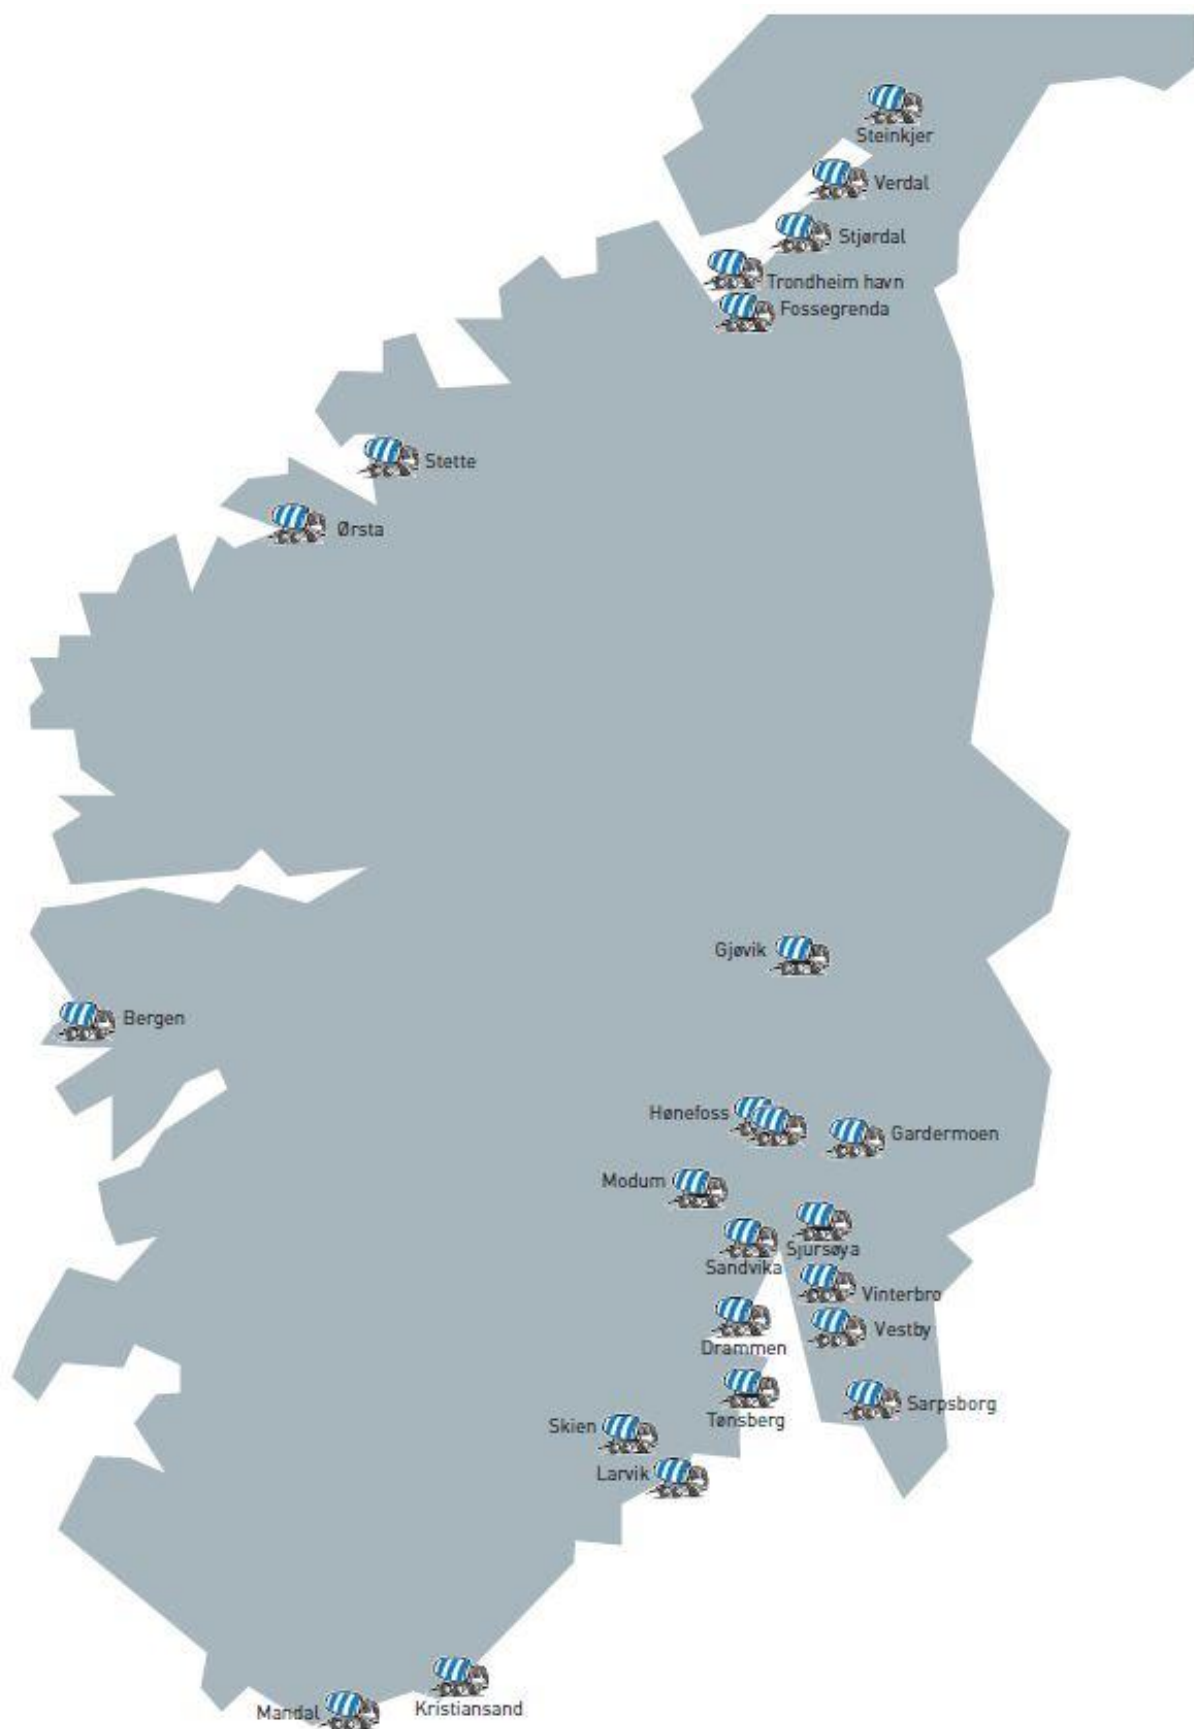 Steinkjer
Verdal
Stjørdal
Trondheim havn
Fossegrenda
Stette
Ørsta
Gjøvik
Bergen
Hønefoss
Gardermoen
Modum
Sjursøya
Sandvika
Vinterbro
Vestby
Drammen
Sarpsborg
Tønsberg
Skien
Larvik
Kristiansand
Mandal